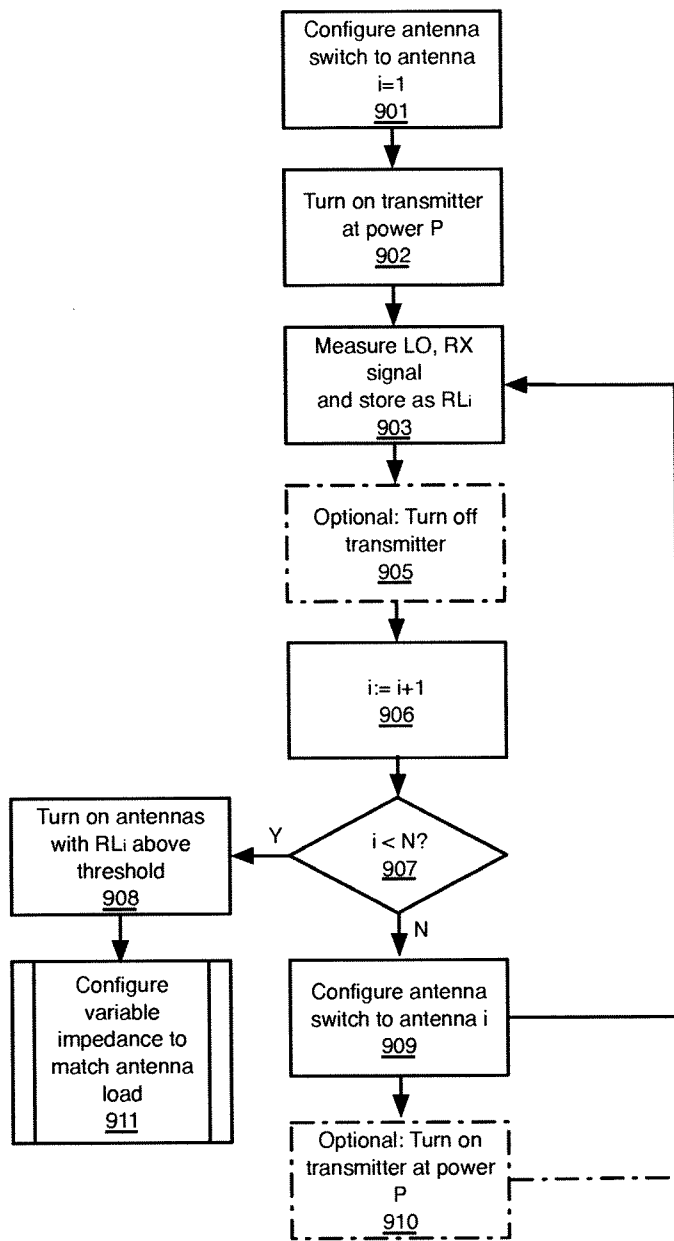 Configure antenna
switch to antenna
i=1
901
Turn on transmitter
at power P
902
Measure LO, RX
signal
and store as RLi
903
Optional: Turn off
transmitter
905
i:= i+1
906
i < N?
907
Y
N
Turn on antennas
with RLi above
threshold
908
Configure
variable
impedance to
match antenna
load
911
Configure antenna
switch to antenna i
909
Optional: Turn on
transmitter at power
P
910